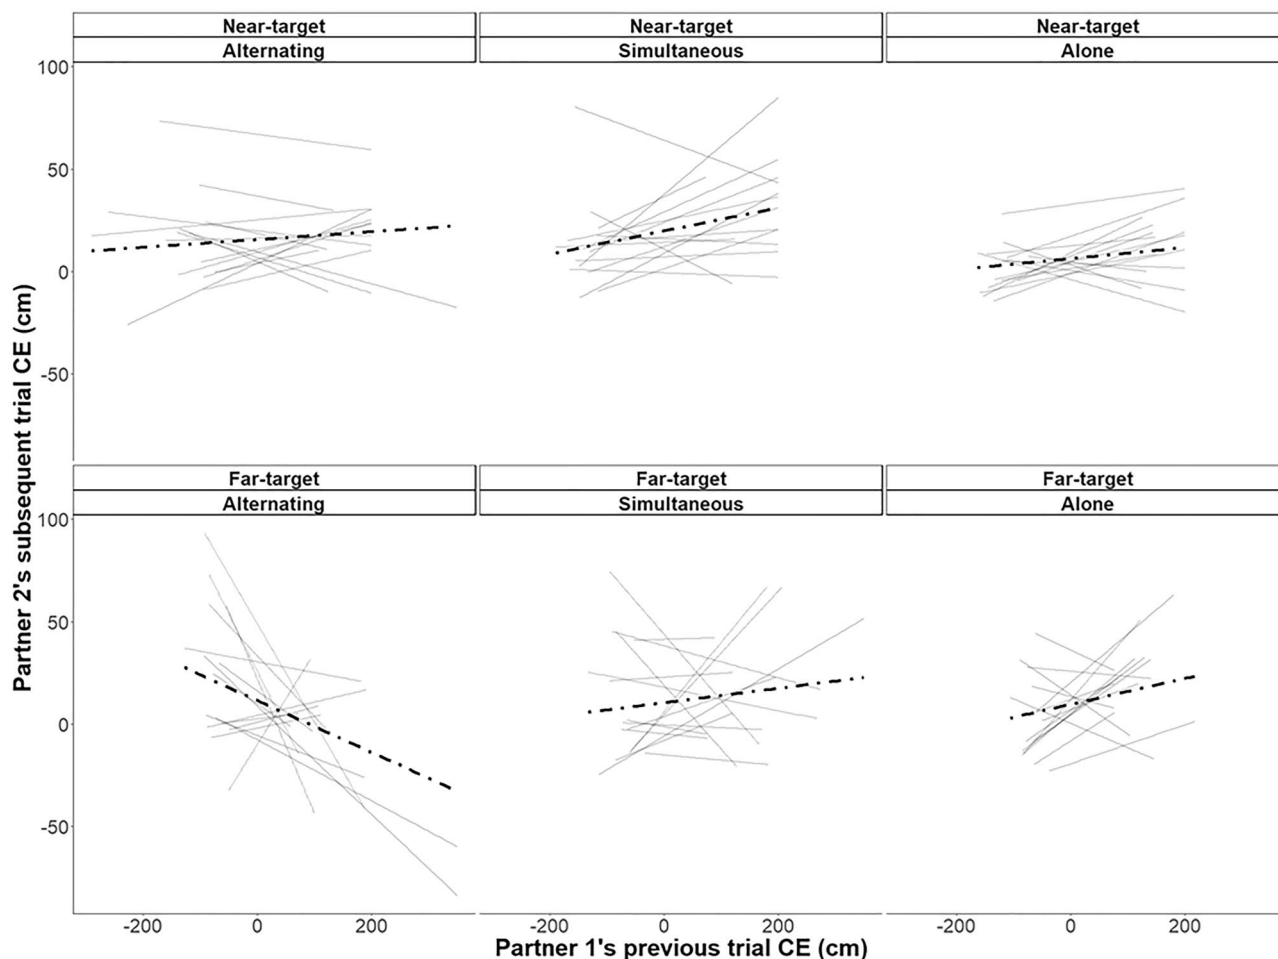 Near-target Near-target Near-target
Alternating Simultaneous Alone
100
50
0
-50
Partner 2's subsequent trial CE (cm)
Far-target Far-target Far-target
Alternating Simultaneous Alone
100
50
0
-50
-200 0 200 -200 0 200 -200 0 200
Partner 1's previous trial CE (cm)